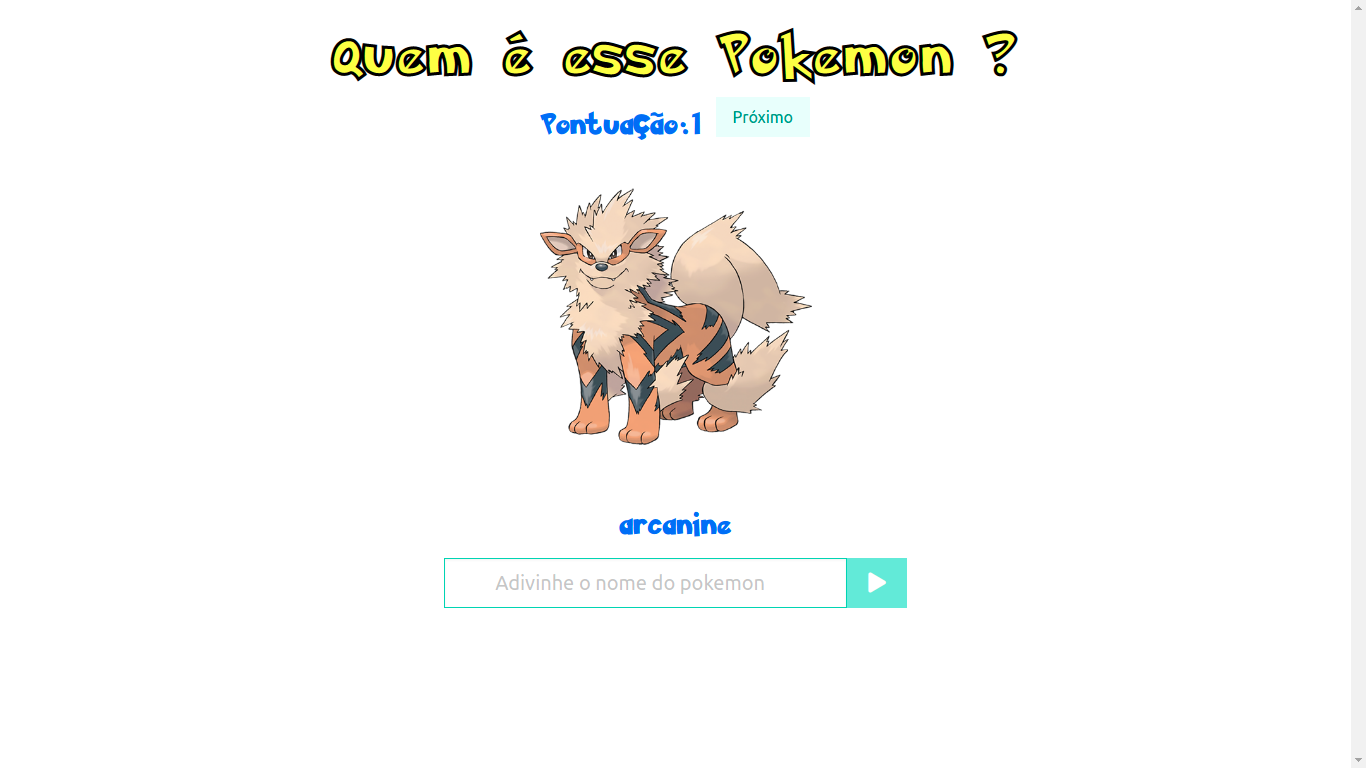 Quem é esse Pokemon ?
Pontuação:1 Próximo
arcanine
Adivinhe o nome do pokemon